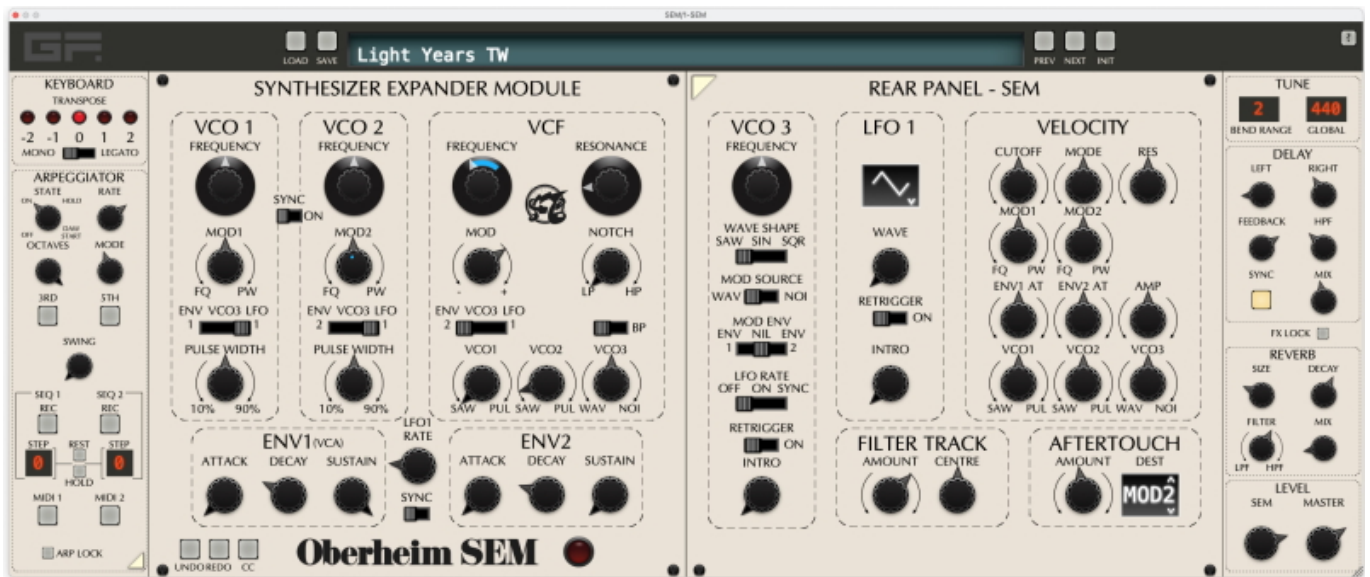 SEM/1-SEM
GF.
LOAD SAVE
Light Years TW
PREV NEXT INIT
KEYBOARD
TRANSPOSE
-2 -1 0 1 2
MONO LEGATO
ARPEGGIATOR
STATE RATE
ON HOLD
OFF DAW START
OCTAVES MODE
3RD 5TH
SWING
SEQ 1 SEQ 2
REC REC
STEP REST STEP
0 0
HOLD
MIDI 1 MIDI 2
ARP LOCK
SYNTHESIZER EXPANDER MODULE
VCO 1
FREQUENCY
MOD1
FQ PW
ENV VCO3 LFO
1 1
PULSE WIDTH
10% 90%
SYNC
ON
VCO 2
FREQUENCY
MOD2
FQ PW
ENV VCO3 LFO
2 1
PULSE WIDTH
10% 90%
VCF
FREQUENCY RESONANCE
MOD NOTCH
- + LP HP
ENV VCO3 LFO
2 1
BP
VCO1 VCO2 VCO3
SAW PUL SAW PUL WAV NOI
ENV1 (VCA)
ATTACK DECAY SUSTAIN
LFO1
RATE
SYNC
ENV2
ATTACK DECAY SUSTAIN
UNDO REDO CC
Oberheim SEM
REAR PANEL - SEM
VCO 3
FREQUENCY
WAVE SHAPE
SAW SIN SQR
MOD SOURCE
WAV NOI
MOD ENV
ENV NIL ENV
1 2
LFO RATE
OFF ON SYNC
RETRIGGER
ON
INTRO
LFO 1
WAVE
RETRIGGER
ON
INTRO
VELOCITY
CUTOFF MODE RES
MOD1 MOD2
FQ PW FQ PW
ENV1 AT ENV2 AT AMP
VCO1 VCO2 VCO3
SAW PUL SAW PUL WAV NOI
FILTER TRACK
AMOUNT CENTRE
AFTERTOUCH
AMOUNT DEST
MOD2
TUNE
2 440
BEND RANGE GLOBAL
DELAY
LEFT RIGHT
FEEDBACK HPF
SYNC MIX
FX LOCK
REVERB
SIZE DECAY
FILTER MIX
LPF HPF
LEVEL
SEM MASTER